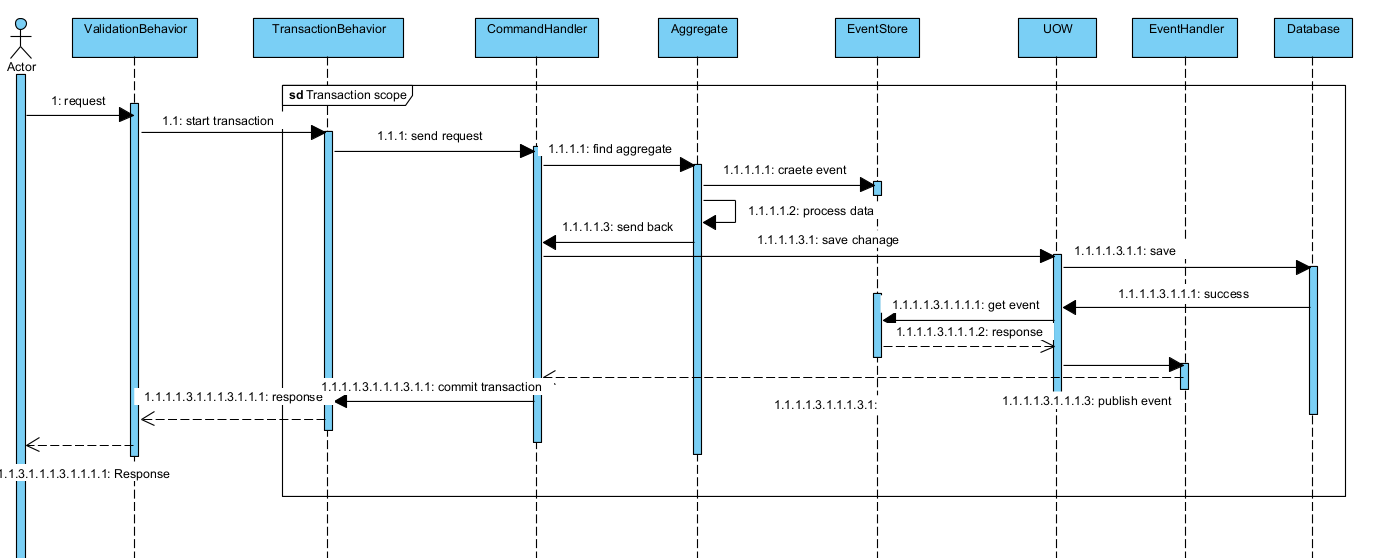 ValidationBehavior
TransactionBehavior
CommandHandler
Aggregate
EventStore
UOW
EventHandler
Database
Actor
sd Transaction scope
1: request
1.1: start transaction
1.1.1: send request
1.1.1.1: find aggregate
1.1.1.1.1: craete event
1.1.1.1.2: process data
1.1.1.1.3: send back
1.1.1.1.3.1: save chanage
1.1.1.1.3.1.1: save
1.1.1.1.3.1.1.1: success
1.1.1.1.3.1.1.1.1: get event
1.1.1.1.3.1.1.1.2: response
1.1.1.1.3.1.1.1.3: publish event
1.1.1.1.3.1.1.1.3.1:
1.1.1.1.3.1.1.1.3.1.1: commit transaction
1.1.1.1.3.1.1.1.3.1.1.1: response
1.1.3.1.1.1.3.1.1.1.1: Response